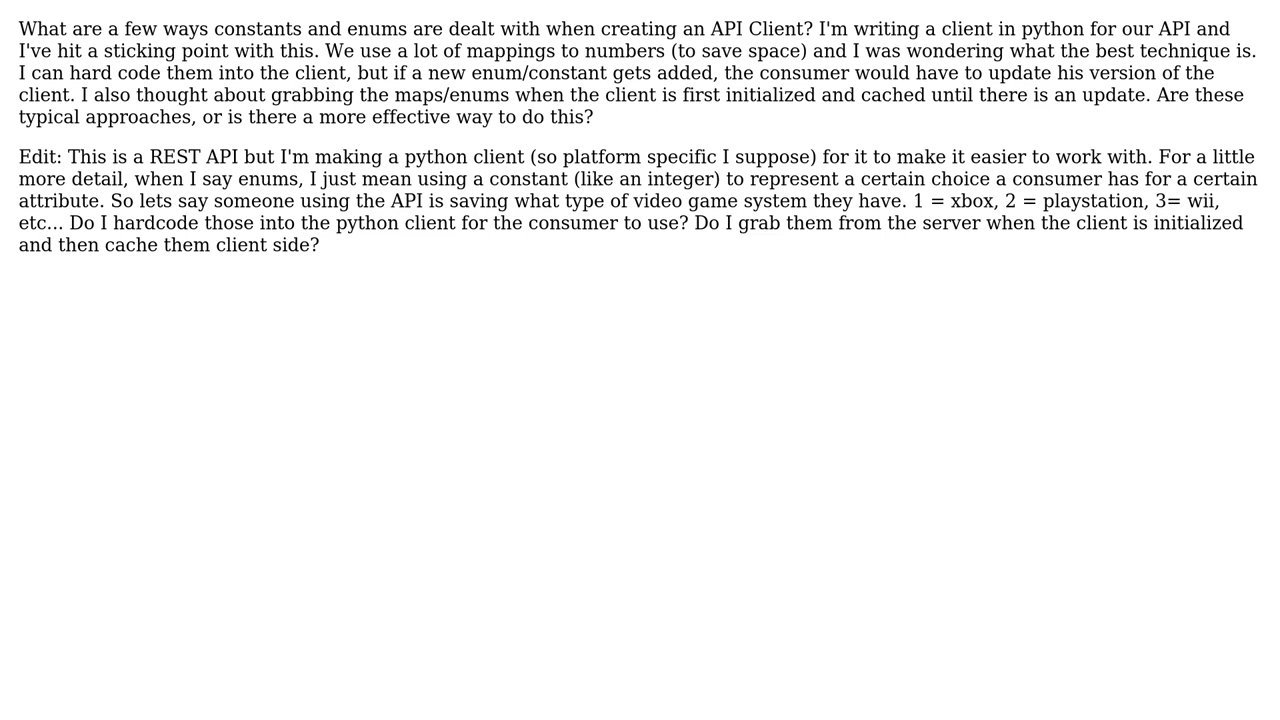 What are a few ways constants and enums are dealt with when creating an API Client? I'm writing a client in python for our API and
I've hit a sticking point with this. We use a lot of mappings to numbers (to save space) and I was wondering what the best technique is.
I can hard code them into the client, but if a new enum/constant gets added, the consumer would have to update his version of the
client. I also thought about grabbing the maps/enums when the client is first initialized and cached until there is an update. Are these
typical approaches, or is there a more effective way to do this?
Edit: This is a REST API but I'm making a python client (so platform specific I suppose) for it to make it easier to work with. For a little
more detail, when I say enums, I just mean using a constant (like an integer) to represent a certain choice a consumer has for a certain
attribute. So lets say someone using the API is saving what type of video game system they have. 1 = xbox, 2 = playstation, 3= wii,
etc... Do I hardcode those into the python client for the consumer to use? Do I grab them from the server when the client is initialized
and then cache them client side?